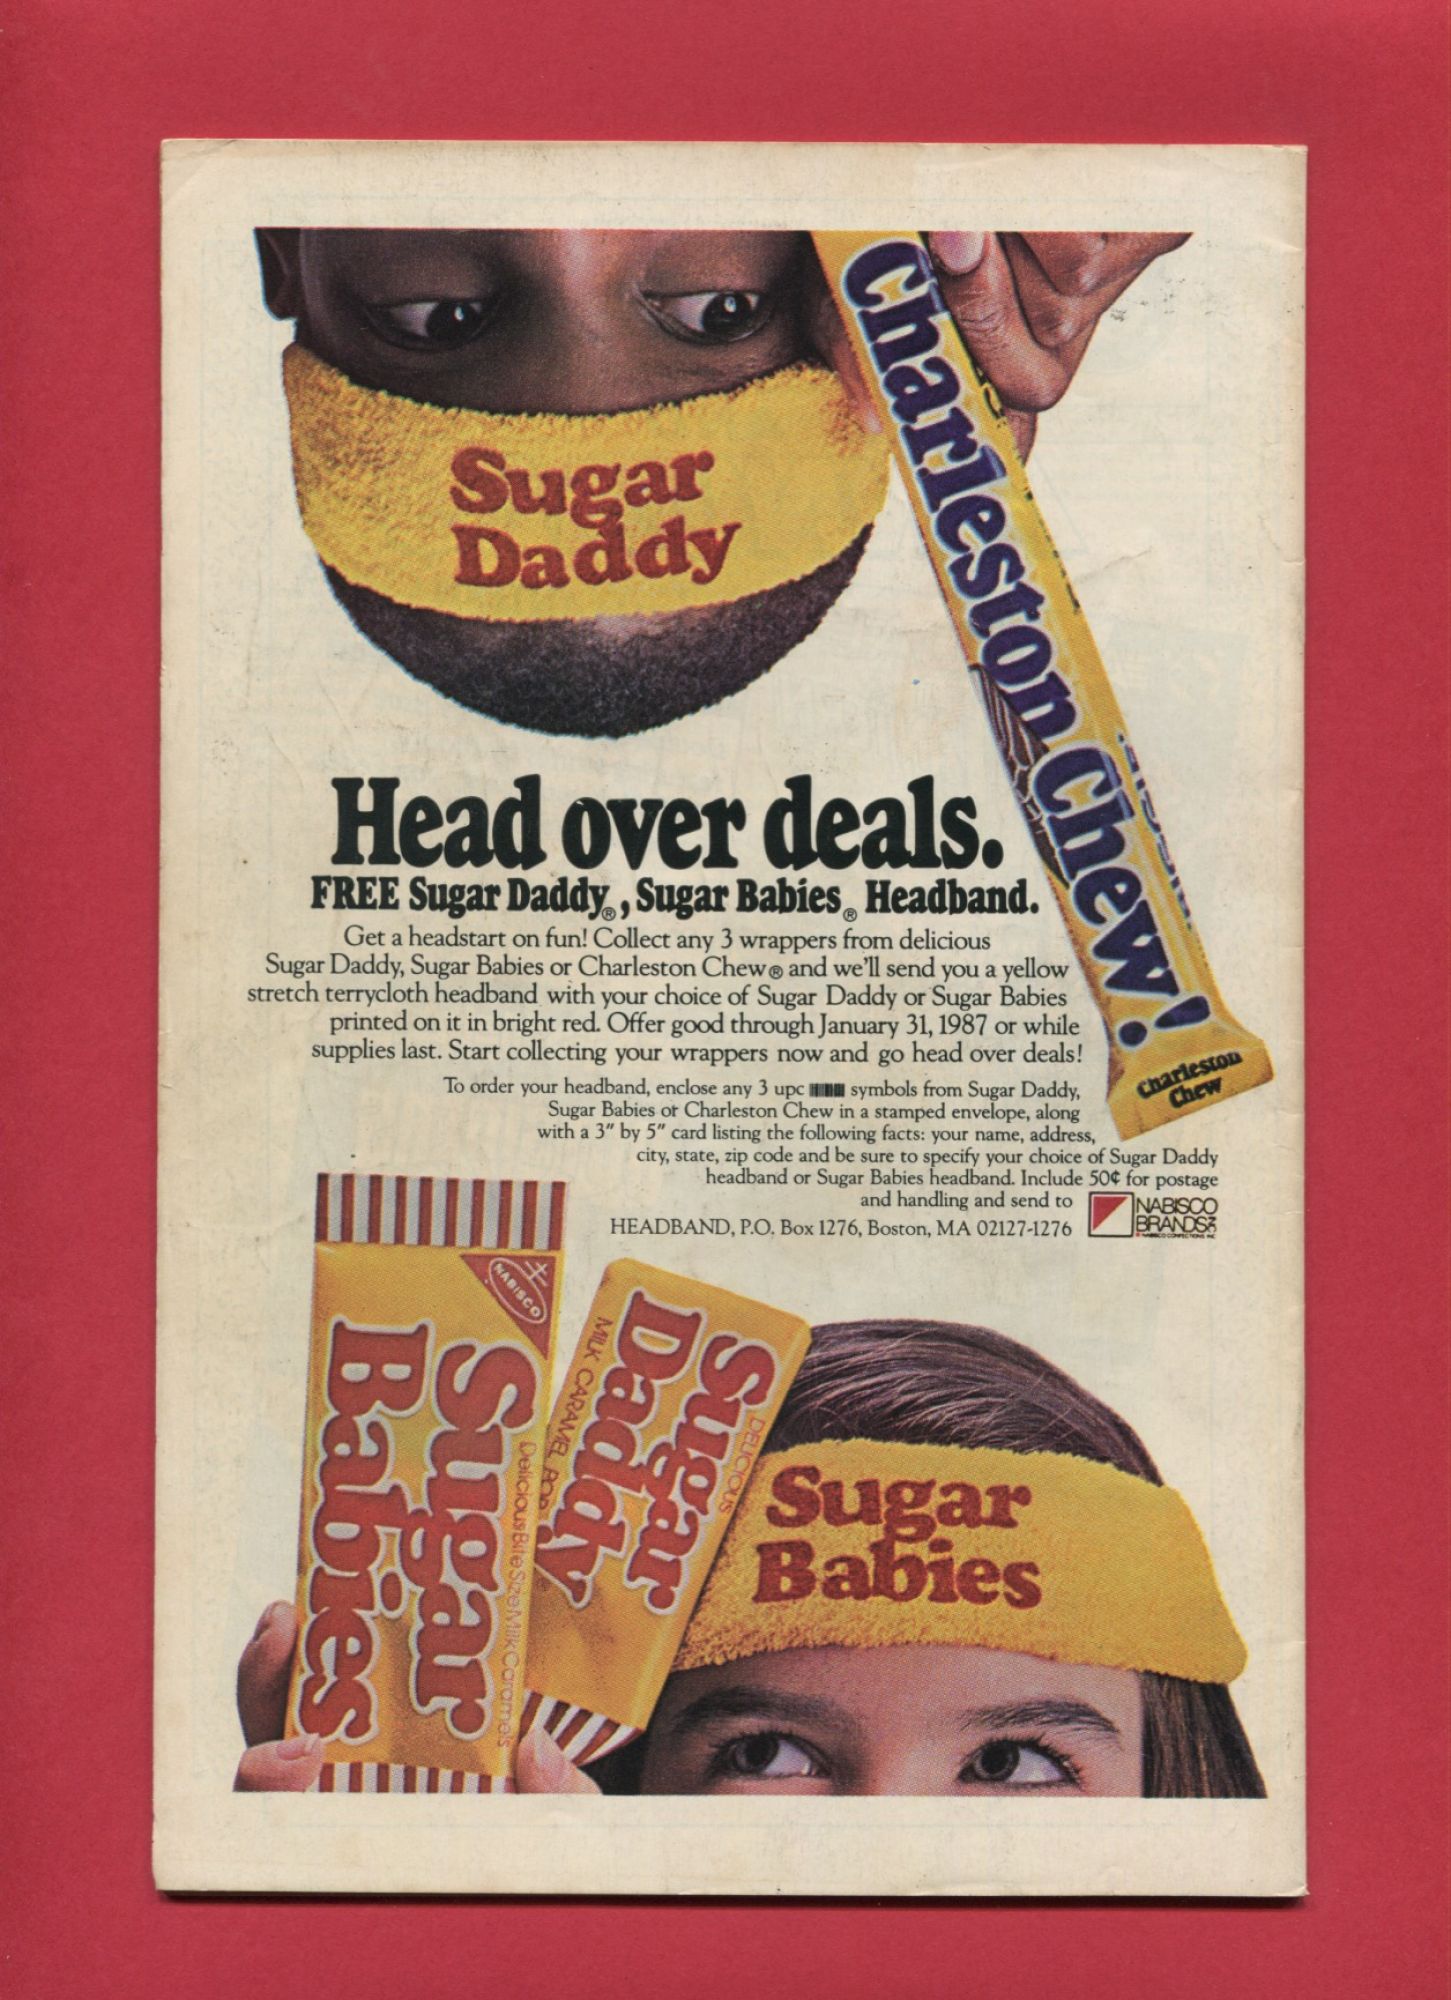 Charleston Chew!
Charleston
Chew
Sugar
Daddy
Head over deals.
FREE Sugar Daddy®, Sugar Babies® Headband.
Get a headstart on fun! Collect any 3 wrappers from delicious
Sugar Daddy, Sugar Babies or Charleston Chew® and we'll send you a yellow
stretch terrycloth headband with your choice of Sugar Daddy or Sugar Babies
printed on it in bright red. Offer good through January 31, 1987 or while
supplies last. Start collecting your wrappers now and go head over deals!
To order your headband, enclose any 3 upc symbols from Sugar Daddy,
Sugar Babies or Charleston Chew in a stamped envelope, along
with a 3″ by 5″ card listing the following facts: your name, address,
city, state, zip code and be sure to specify your choice of Sugar Daddy
headband or Sugar Babies headband. Include 50¢ for postage
and handling and send to
HEADBAND, P.O. Box 1276, Boston, MA 02127-1276
NABISCO
BRANDS INC
NABISCO
Sugar
Babies
Delicious Bite Size Milk Caramels
DELICIOUS
Sugar
Daddy
MILK CARAMEL POP
Sugar
Babies